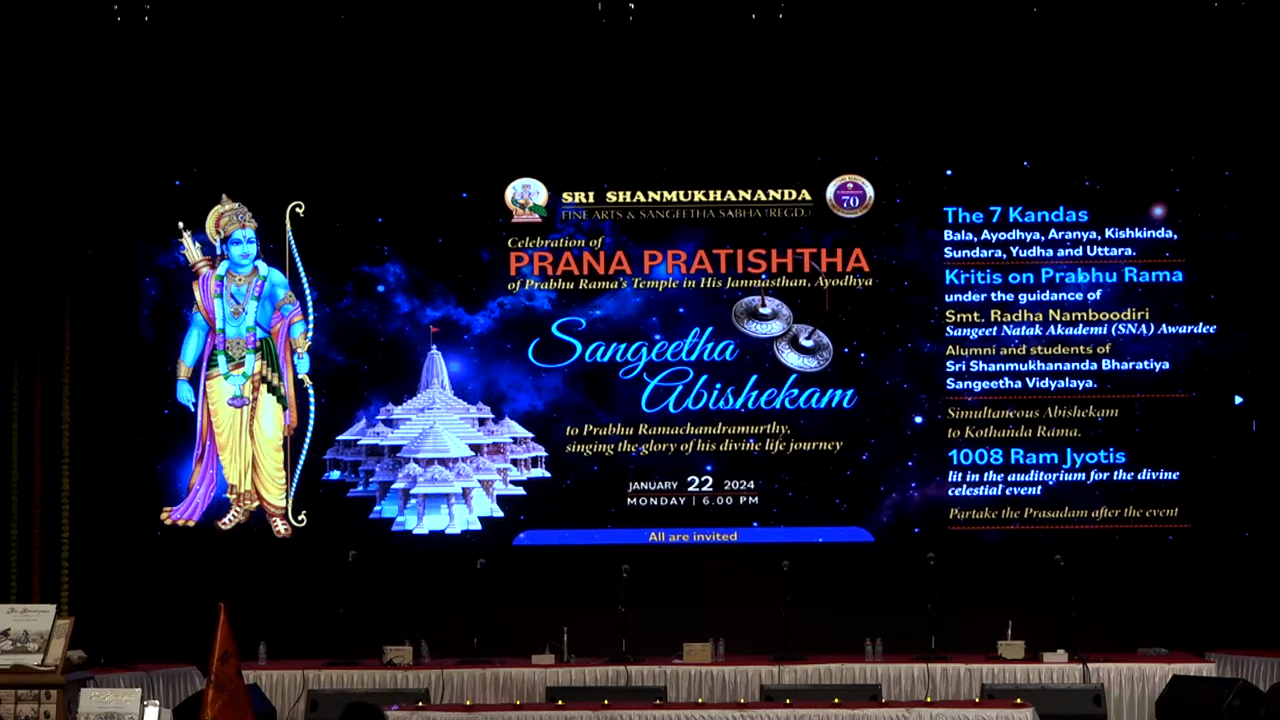 SRI SHANMUKHANANDA
FINE ARTS & SANGEETHA SABHA (REGD.)
70
Celebration of
PRANA PRATISHTHA
of Prabhu Rama's Temple in His Janmasthan, Ayodhya
Sangeetha
Abishekam
to Prabhu Ramachandramurthy,
singing the glory of his divine life journey
JANUARY 22 2024
MONDAY | 6.00 PM
All are invited
The 7 Kandas
Bala, Ayodhya, Aranya, Kishkinda,
Sundara, Yudha and Uttara.
Kritis on Prabhu Rama
under the guidance of
Smt. Radha Namboodiri
Sangeet Natak Akademi (SNA) Awardee
Alumni and students of
Sri Shanmukhananda Bharatiya
Sangeetha Vidyalaya.
Simultaneous Abishekam
to Kothanda Rama.
1008 Ram Jyotis
lit in the auditorium for the divine
celestial event
Partake the Prasadam after the event